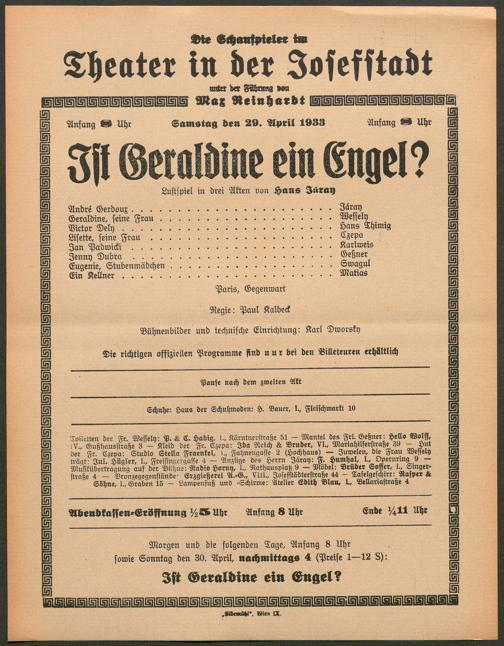 Die Schauspieler im
Theater in der Josefstadt
unter der Führung von
Max Reinhardt
Anfang 8 Uhr Samstag den 29. April 1933 Anfang 8 Uhr
Ist Geraldine ein Engel?
Lustspiel in drei Akten von Hans Járay
André Gerdoux . . . . . . . . . . Járay
Geraldine, seine Frau . . . . . . . . . . Wessely
Victor Dely . . . . . . . . . . Hans Thimig
Lisette, seine Frau . . . . . . . . . . Czepa
Jan Padwicki . . . . . . . . . . Karlweis
Jenny Dubra . . . . . . . . . . Geßner
Eugenie, Stubenmädchen . . . . . . . . . . Swagul
Ein Kellner . . . . . . . . . . Matias
Paris, Gegenwart
Regie: Paul Kalbeck
Bühnenbilder und technische Einrichtung: Karl Dworsky
Die richtigen offiziellen Programme sind nur bei den Billeteuren erhältlich
Pause nach dem zweiten Akt
Schuhe: Haus der Schuhmoden: H. Bauer, I., Fleischmarkt 10
Toiletten der Fr. Wessely: P. & C. Habig, I., Kärntnerstraße 51 — Mantel des Frl. Geßner: Hello Wolff,
IV., Gußhausstraße 3 — Kleid der Fr. Czepa: Ida Reich & Bruder, VI., Mariahilferstraße 39 — Hut
der Fr. Czepa: Studio Stella Fraenkel, I., Fahnengasse 2 (Hochhaus) — Juwelen, die Frau Wessely
trägt: Jul. Hügler, I., Freisingergasse 4 — Anzüge des Herrn Járay: F. Humhal, I., Opernring 9 —
Musikübertragung auf der Bühne: Radio Horny, I., Rathausplatz 9 — Möbel: Brüder Soffer, I., Singer-
straße 4 — Bronzegegenstände: Erzgießerei A.-G., VIII., Josefstädterstraße 44 — Tafelgeschirr: Rasper &
Söhne, I., Graben 15 — Lampenfuß und Schirme: Atelier Edith Blau, I., Bellariastraße 4
Abendkassen-Eröffnung ½ Uhr Anfang 8 Uhr Ende ¼11 Uhr
Morgen und die folgenden Tage, Anfang 8 Uhr
sowie Sonntag den 30. April, nachmittags 4 (Preise 1—12 S):
Ist Geraldine ein Engel?
Wien IX.